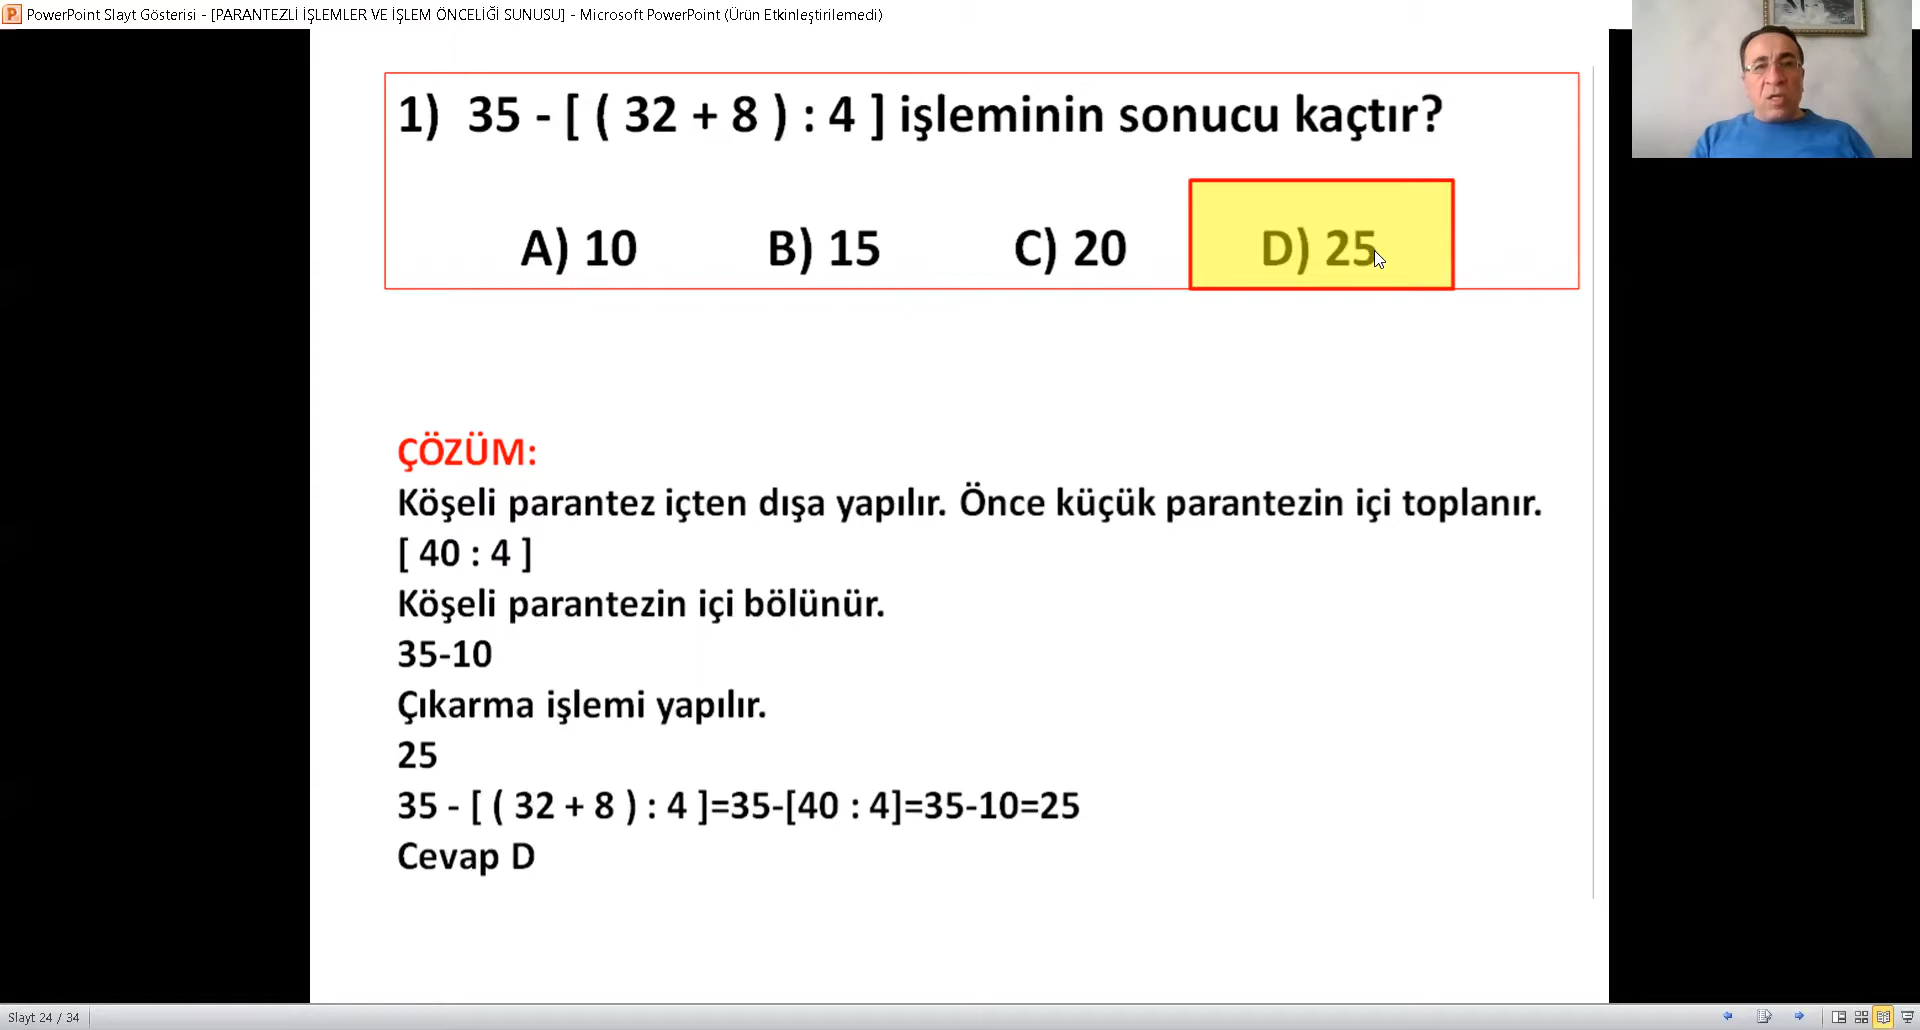 PowerPoint Slayt Gösterisi - [PARANTEZLİ İŞLEMLER VE İŞLEM ÖNCELİĞİ SUNUSU] - Microsoft PowerPoint (Ürün Etkinleştirilemedi)
1) 35 - [ ( 32 + 8 ) : 4 ] işleminin sonucu kaçtır?
A) 10 B) 15 C) 20 D) 25
ÇÖZÜM:
Köşeli parantez içten dışa yapılır. Önce küçük parantezin içi toplanır.
[ 40 : 4 ]
Köşeli parantezin içi bölünür.
35-10
Çıkarma işlemi yapılır.
25
35 - [ ( 32 + 8 ) : 4 ]=35-[40 : 4]=35-10=25
Cevap D
Slayt 24 / 34